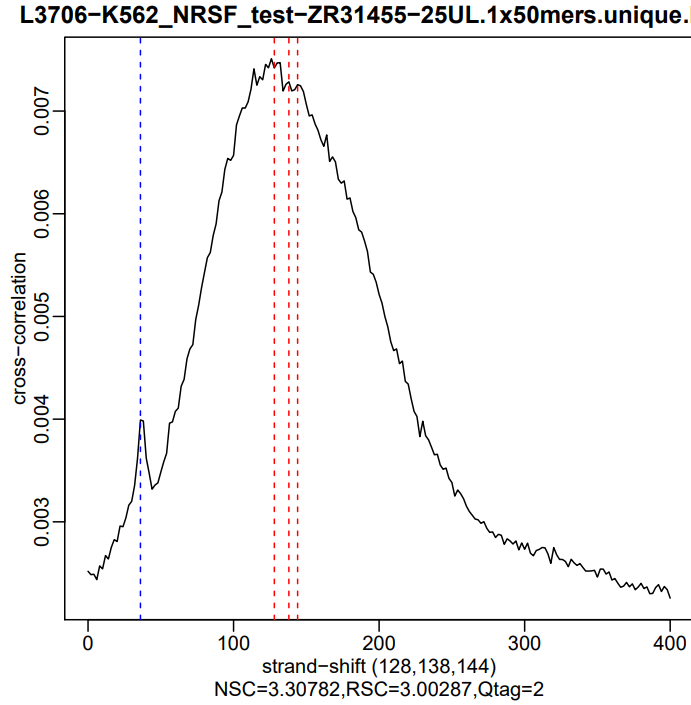 L3706−K562_NRSF_test−ZR31455−25UL.1x50mers.unique.
cross−correlation
0.007
0.006
0.005
0.004
0.003
0 100 200 300 400
strand−shift (128,138,144)
NSC=3.30782,RSC=3.00287,Qtag=2